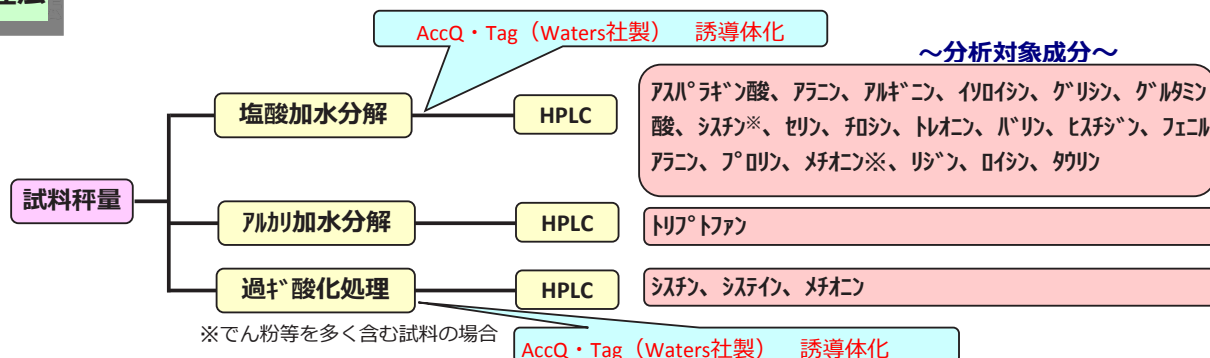 AccQ・Tag（Waters社製）　誘導体化
～分析対象成分～
塩酸加水分解
HPLC
ｱｽﾊﾟﾗｷﾞﾝ酸、ｱﾗﾆﾝ、ｱﾙｷﾞﾆﾝ、ｲｿﾛｲｼﾝ、ｸﾞﾘｼﾝ、ｸﾞﾙﾀﾐﾝ
酸、ｼｽﾁﾝ※、ｾﾘﾝ、ﾁﾛｼﾝ、ﾄﾚｵﾆﾝ、ﾊﾞﾘﾝ、ﾋｽﾁｼﾞﾝ、ﾌｪﾆﾙ
ｱﾗﾆﾝ、ﾌﾟﾛﾘﾝ、ﾒﾁｵﾆﾝ※、ﾘｼﾞﾝ、ﾛｲｼﾝ、ﾀｳﾘﾝ
試料秤量
ｱﾙｶﾘ加水分解
HPLC
ﾄﾘﾌﾟﾄﾌｧﾝ
過ｷﾞ酸化処理
HPLC
ｼｽﾁﾝ、ｼｽﾃｲﾝ、ﾒﾁｵﾆﾝ
※でん粉等を多く含む試料の場合
AccQ・Tag（Waters社製）　誘導体化